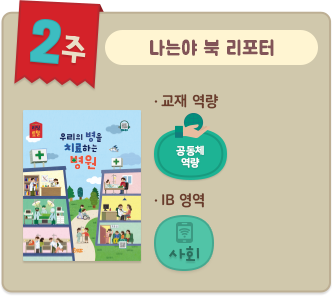 2주
나는야 북 리포터
· 교재 역량
우리의 병을
치료하는
병원
공동체
역량
· IB 영역
사회